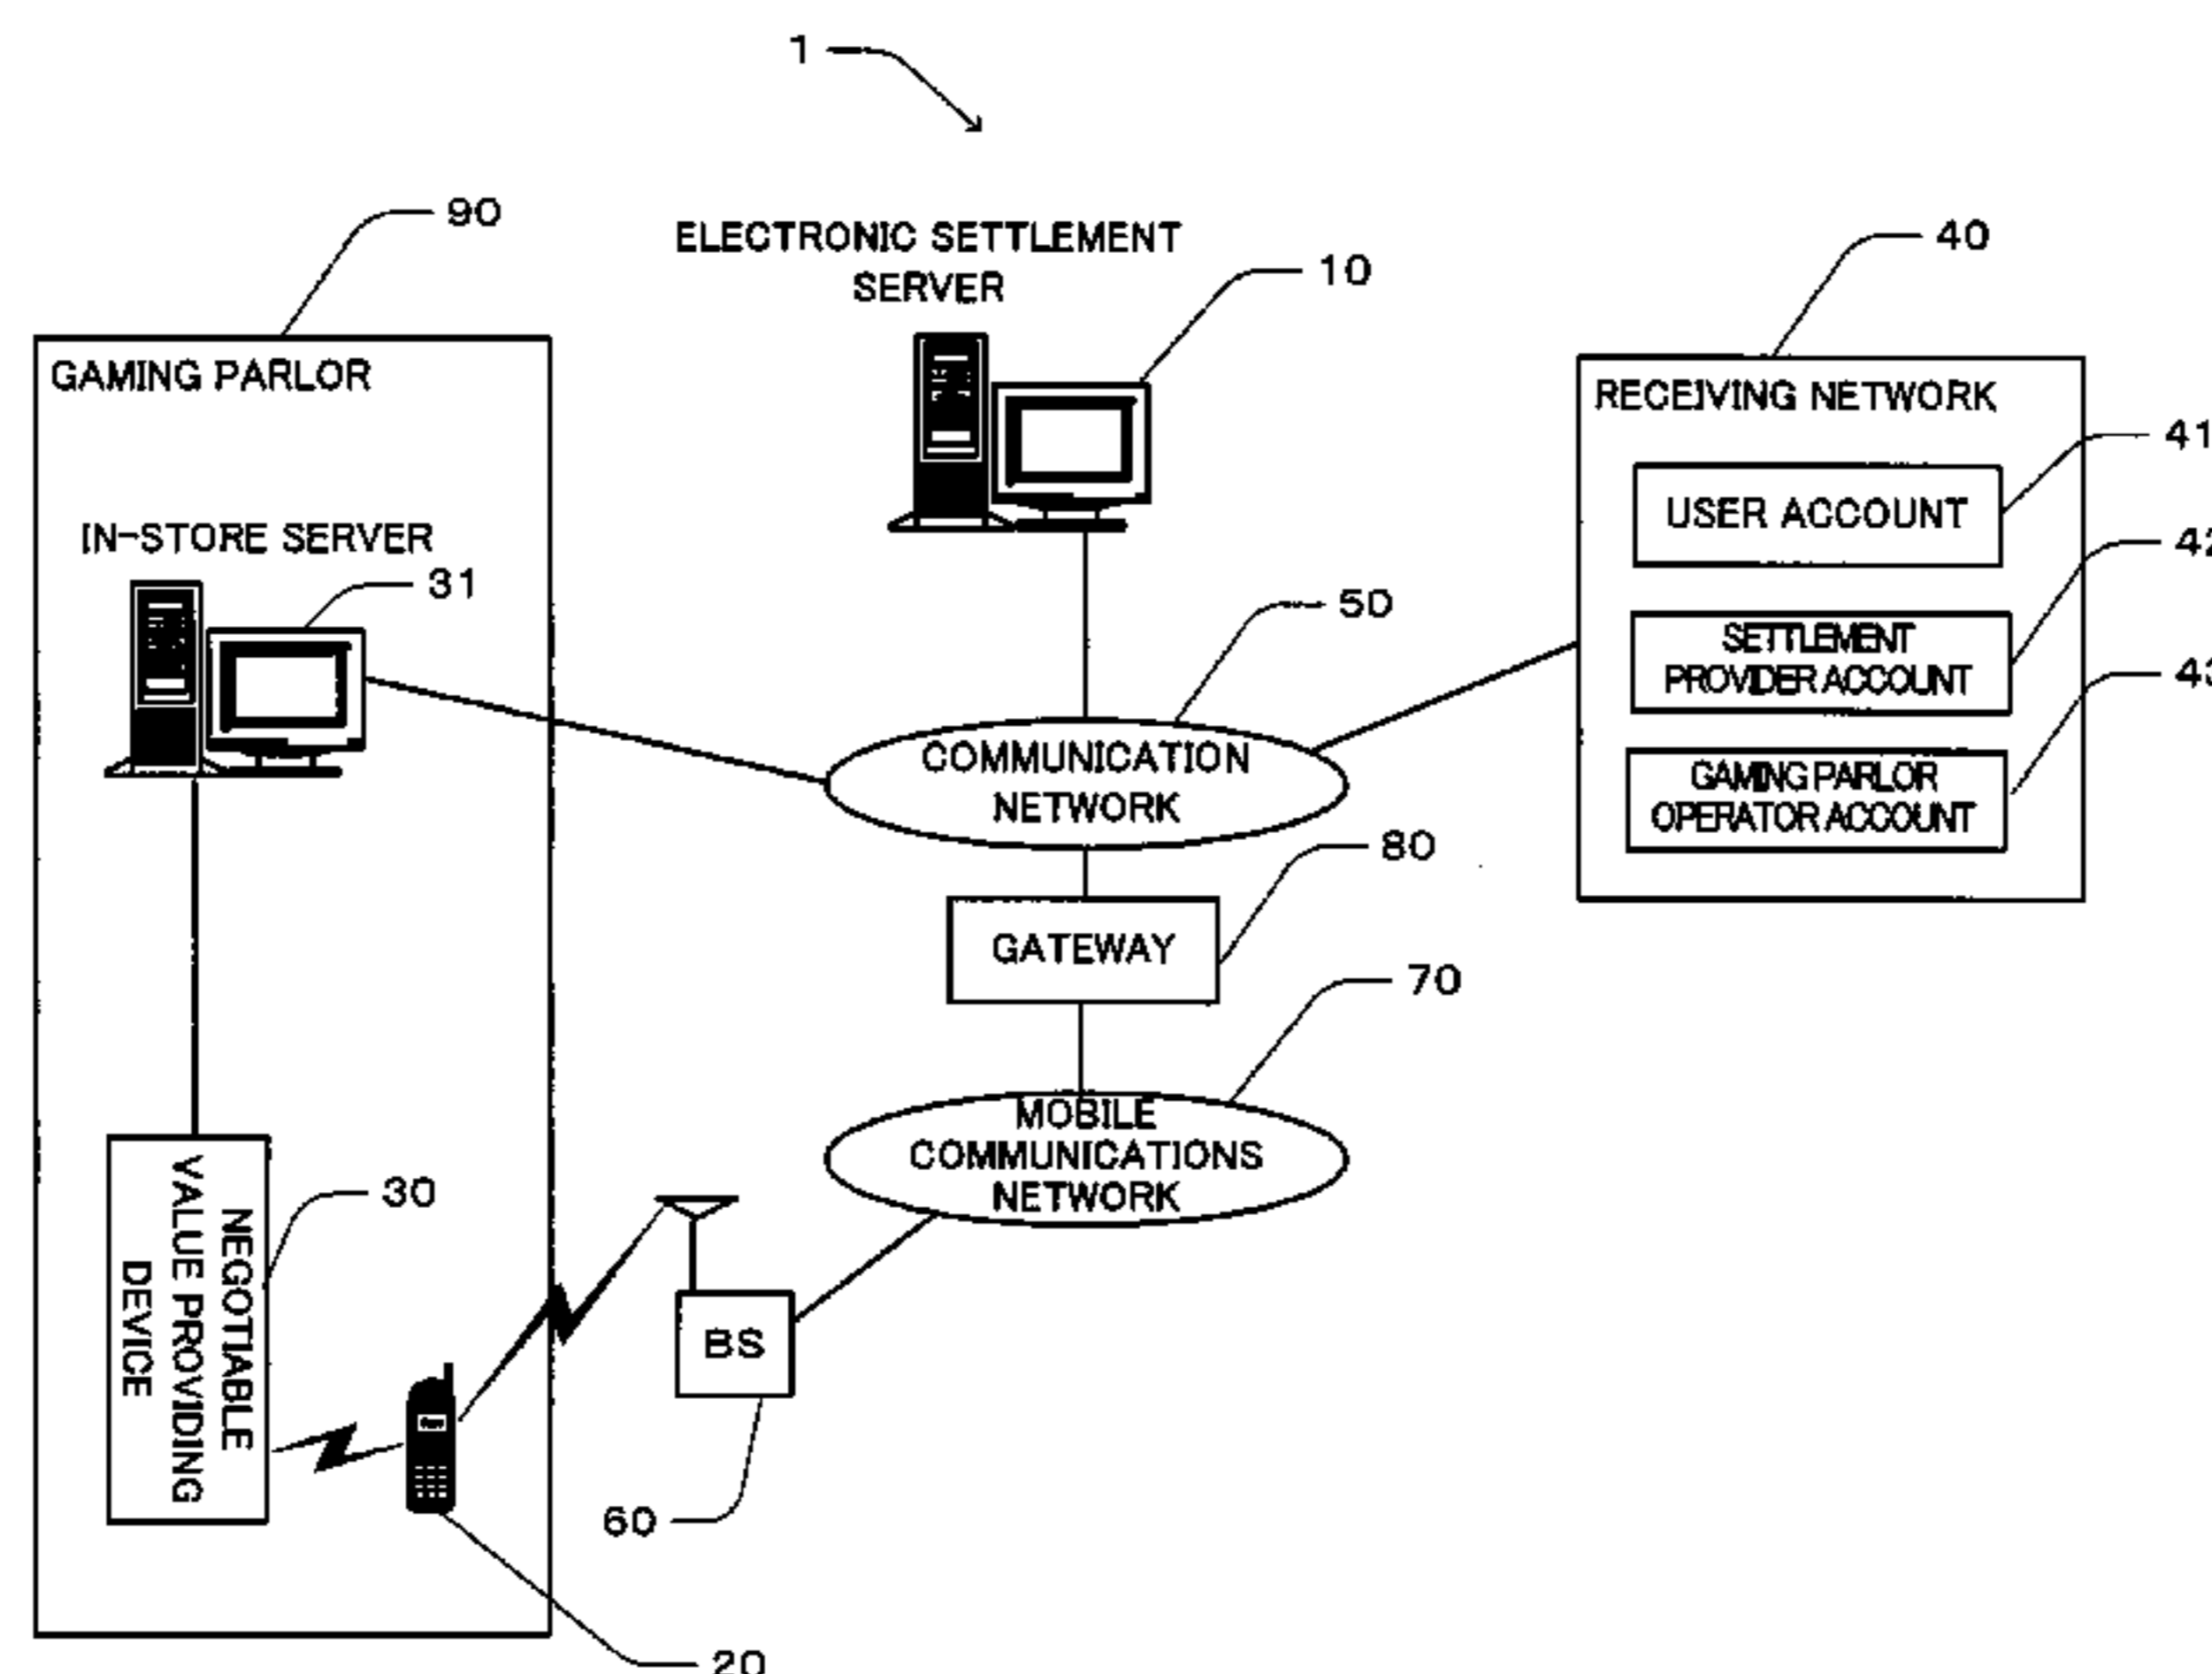 1
90
ELECTRONIC SETTLEMENT
SERVER
10
40
GAMING PARLOR
RECEIVING NETWORK
41
USER ACCOUNT
IN-STORE SERVER
31
42
50
SETTLEMENT
PROVIDER ACCOUNT
43
COMMUNICATION
NETWORK
GAMING PARLOR
OPERATOR ACCOUNT
80
GATEWAY
70
MOBILE
COMMUNICATIONS
NETWORK
30
NEGOTIABLE
VALUE PROVIDING
DEVICE
BS
60
20